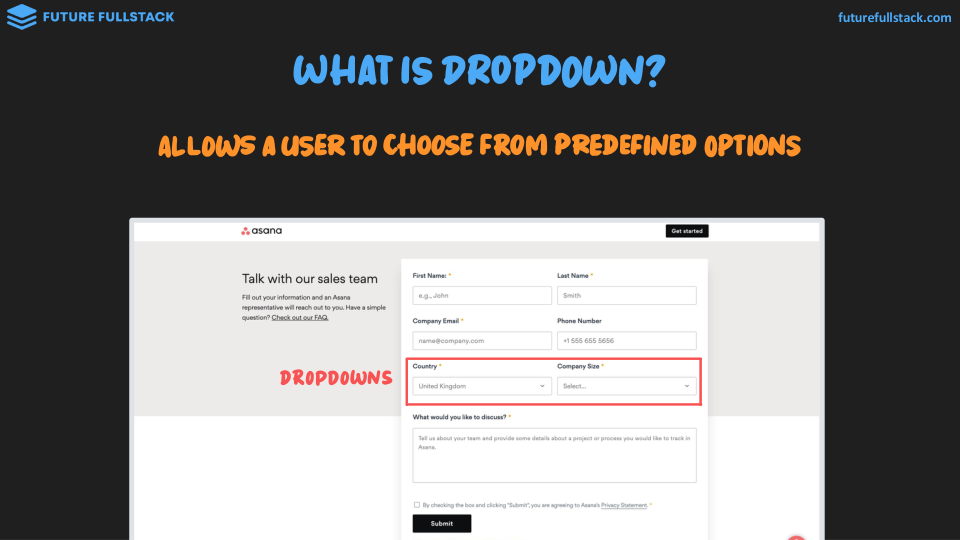 FUTURE FULLSTACK
futurefullstack.com
WHAT IS DROPDOWN?
ALLOWS A USER TO CHOOSE FROM PREDEFINED OPTIONS
asana
Get started
Talk with our sales team
Fill out your information and an Asana
representative will reach out to you. Have a simple
question? Check out our FAQ.
First Name: *
Last Name *
e.g., John
Smith
Company Email *
Phone Number
name@company.com
+1 555 655 5656
DROPDOWNS
Country *
Company Size *
United Kingdom
Select...
What would you like to discuss? *
Tell us about your team and provide some details about a project or process you would like to track in
Asana.
By checking the box and clicking "Submit", you are agreeing to Asana's Privacy Statement. *
Submit